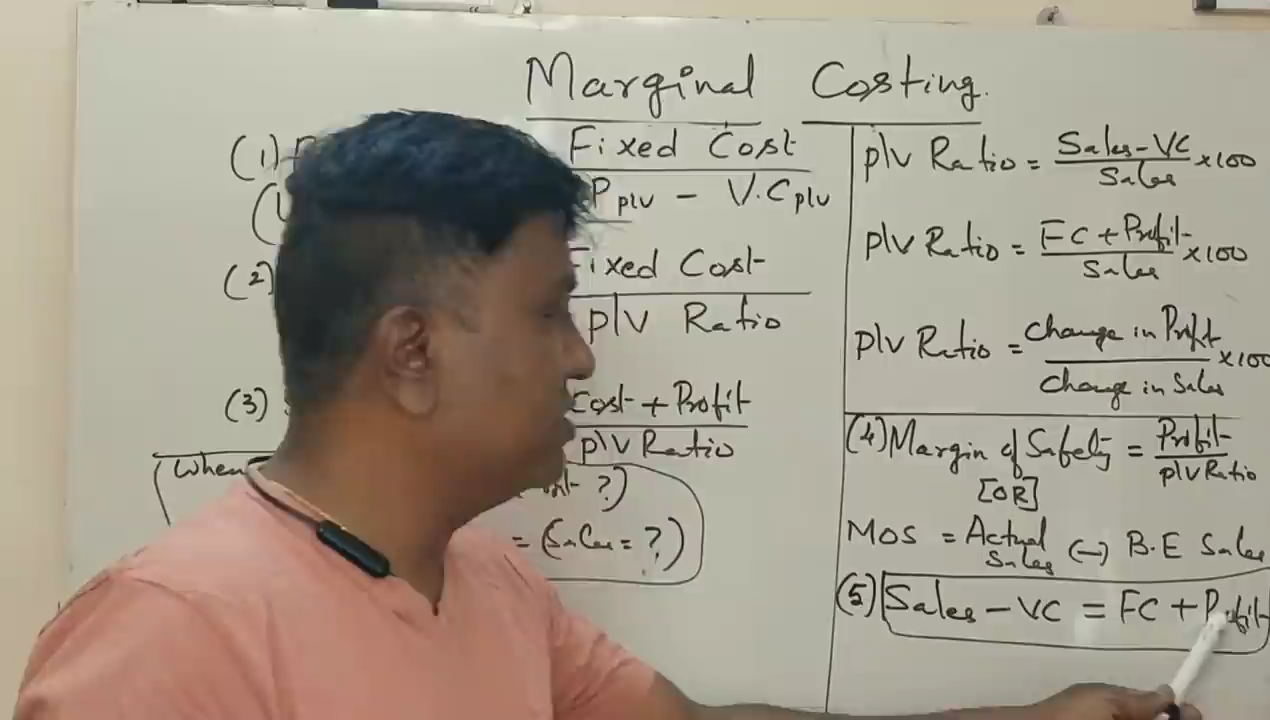 Marginal Costing.
(1)
Fixed Cost
P p/v - V.C p/v
(2)
Fixed Cost
P/V Ratio
(3)
Cost + Profit
P/V Ratio
When
?)
= (Sales = ?)
P/V Ratio = Sales-VC / Sales ×100
P/V Ratio = FC + Profit / Sales ×100
P/V Ratio = change in Profit / change in Sales ×100
(4) Margin of Safety = Profit / P/V Ratio
[OR]
MOS = Actual Sales (-) B.E Sales
(5) Sales - VC = FC + Profit